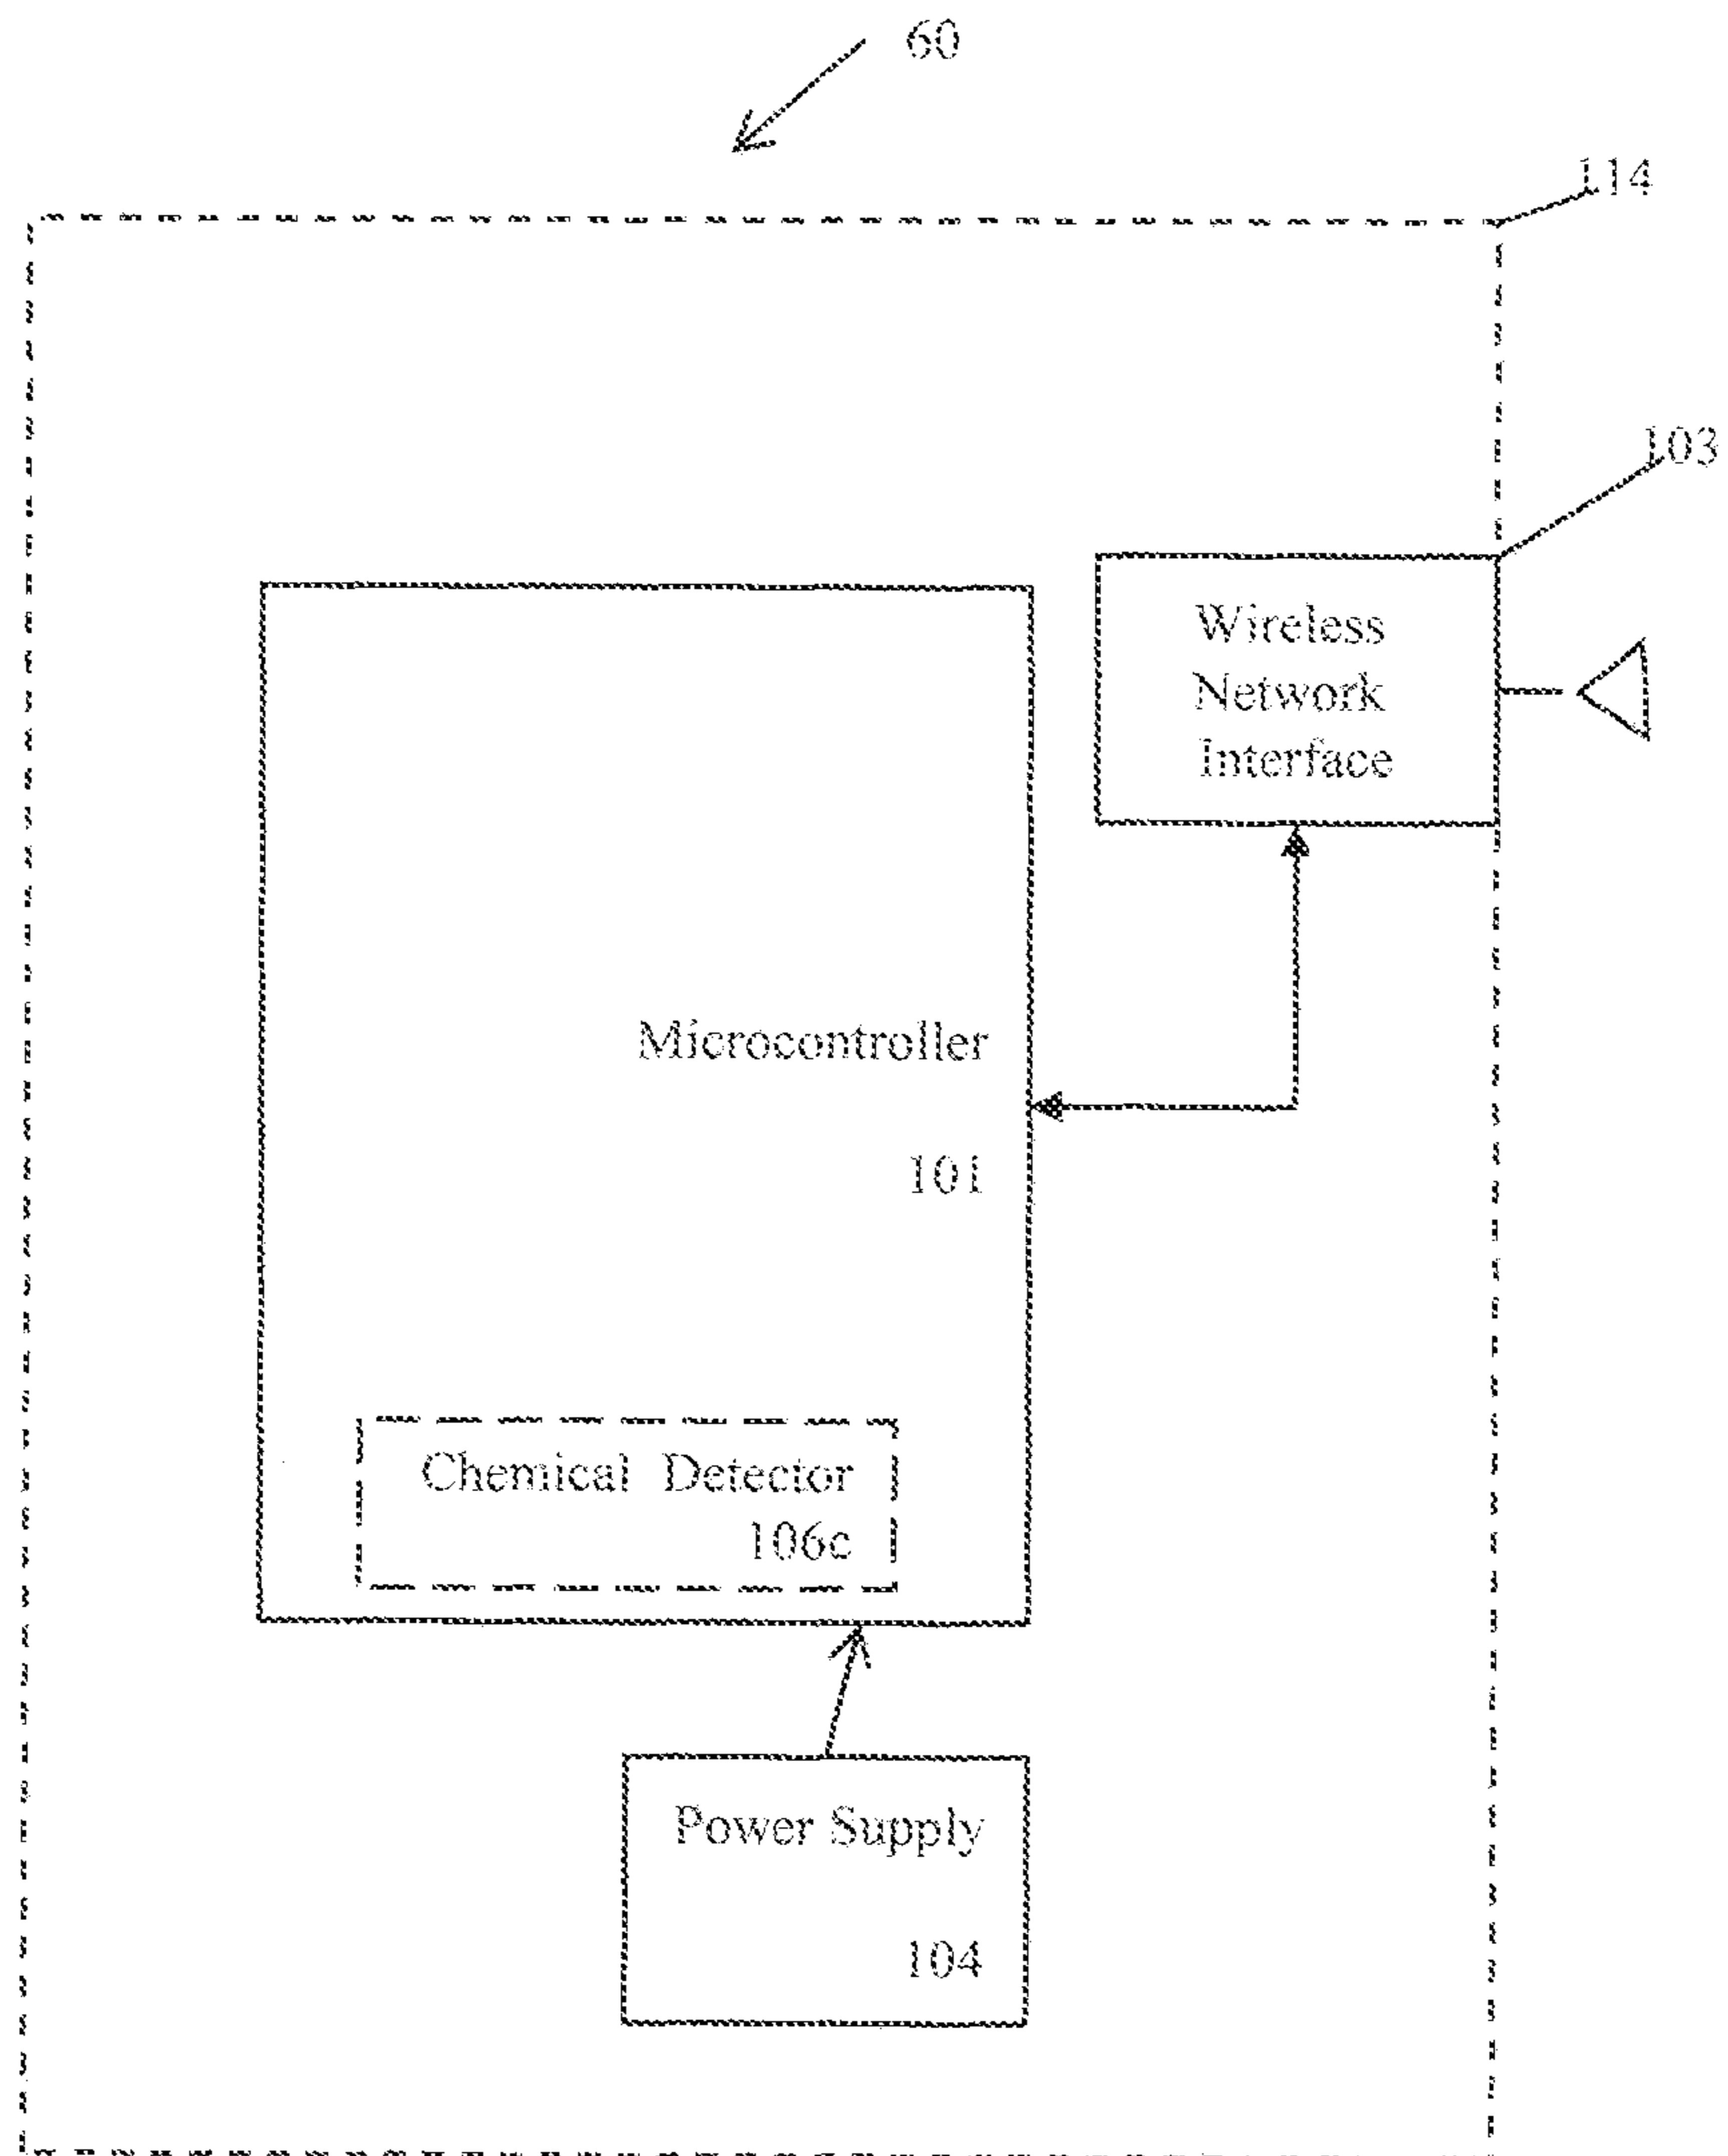 60
114
103
Wireless
Network
Interface
Microcontroller
101
Chemical Detector
106c
Power Supply
104